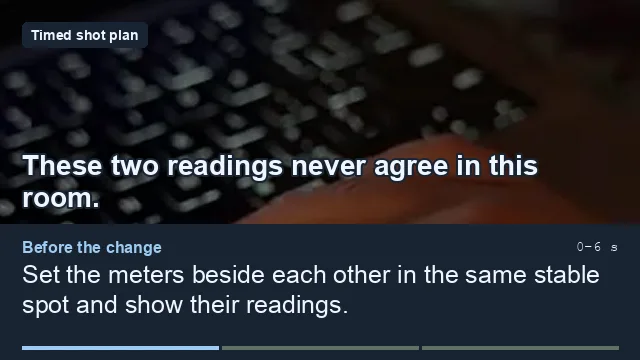 Timed shot plan
These two readings never agree in this
room.
Before the change
0–6 s
Set the meters beside each other in the same stable
spot and show their readings.